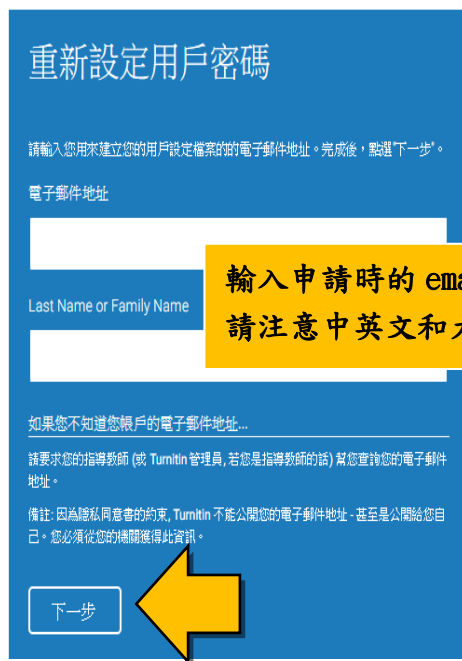 重新設定用戶密碼
請輸入您用來建立您的用戶設定檔案的的電子郵件地址。完成後，點選"下一步"。
電子郵件地址
輸入申請時的 ema
Last Name or Family Name
請注意中英文和
如果您不知道您帳戶的電子郵件地址...
請要求您的指導教師 (或 Turnitin 管理員, 若您是指導教師的話) 幫您查詢您的電子郵件
地址。
備註: 因為隱私同意書的約束, Turnitin 不能公開您的電子郵件地址 - 甚至是公開給您自
己。您必須從您的機關獲得此資訊。
下一步